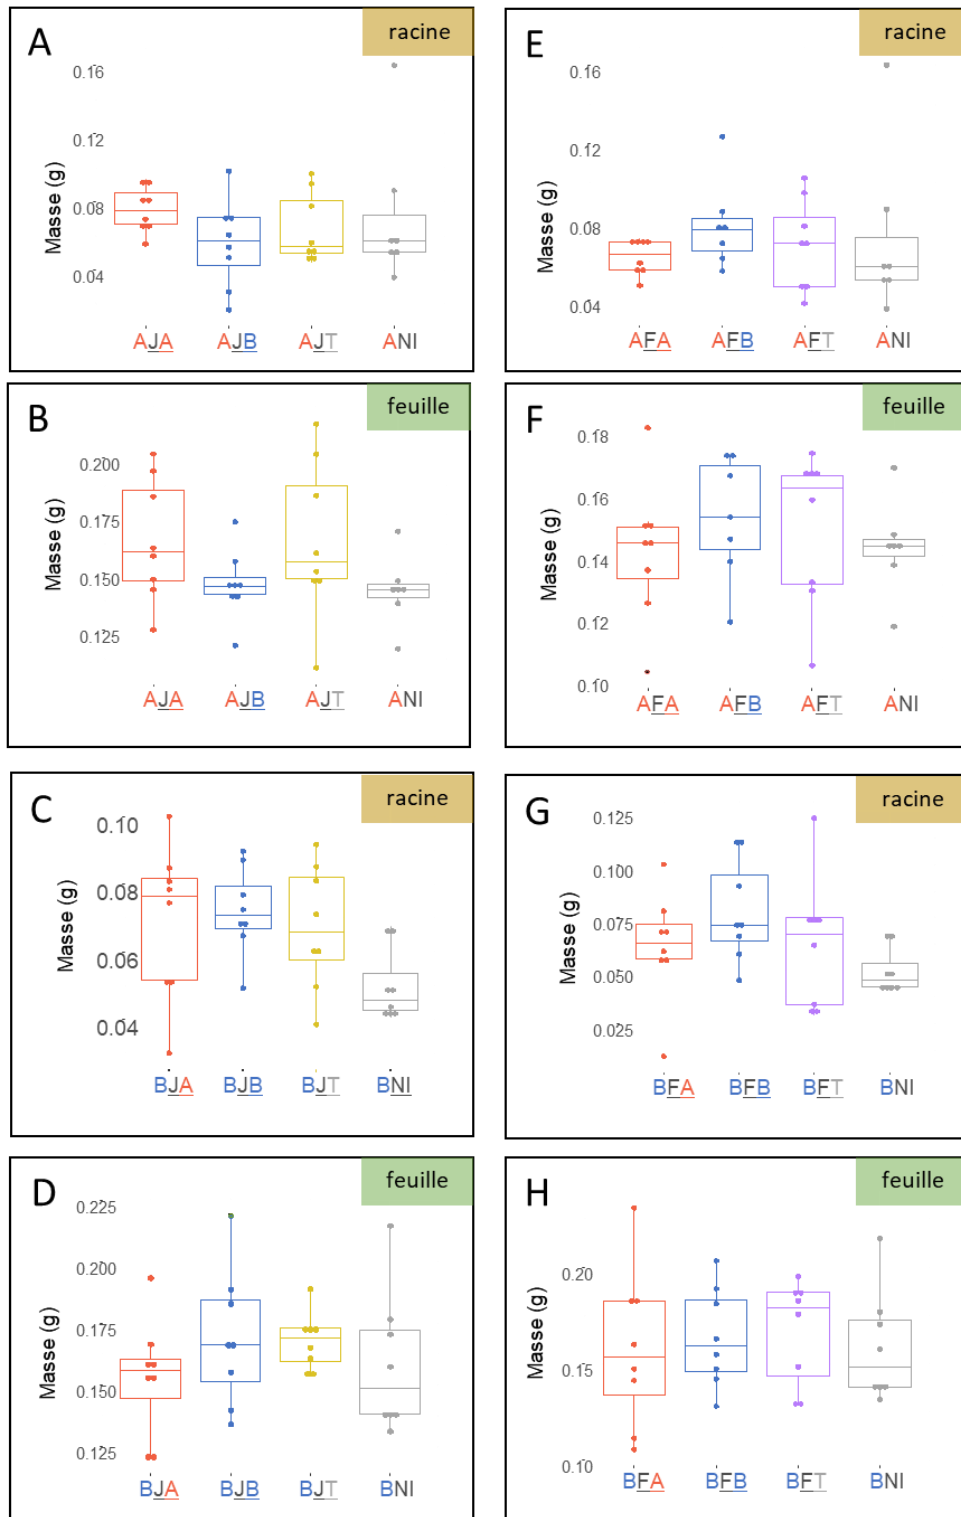 A
racine
0.16
0.12
0.08
0.04
Masse (g)
AJA AJB AJT ANI
E
racine
0.16
0.12
0.08
0.04
Masse (g)
AFA AFB AFT ANI
B
feuille
0.200
0.175
0.150
0.125
Masse (g)
AJA AJB AJT ANI
F
feuille
0.18
0.16
0.14
0.12
0.10
Masse (g)
AFA AFB AFT ANI
C
racine
0.10
0.08
0.06
0.04
Masse (g)
BJA BJB BJT BNI
G
racine
0.125
0.100
0.075
0.050
0.025
Masse (g)
BFA BFB BFT BNI
D
feuille
0.225
0.200
0.175
0.150
0.125
Masse (g)
BJA BJB BJT BNI
H
feuille
0.20
0.15
0.10
Masse (g)
BFA BFB BFT BNI